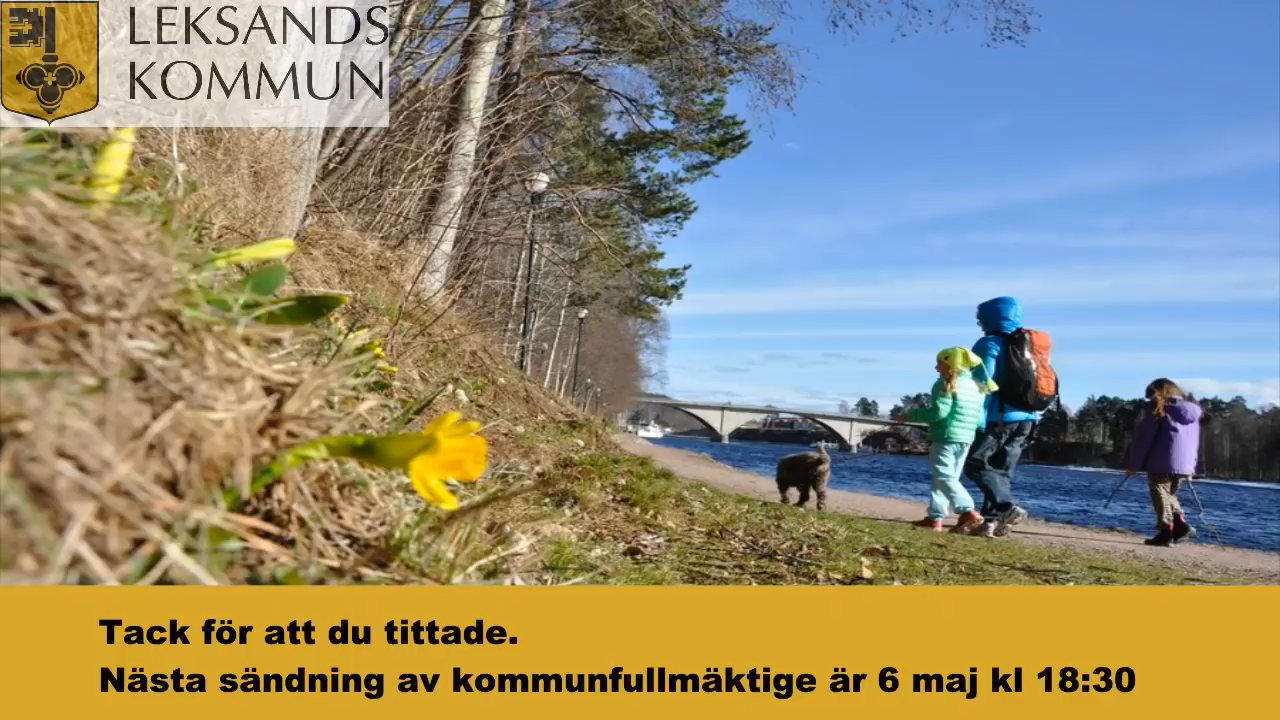 LEKSANDS
KOMMUN
Tack för att du tittade.
Nästa sändning av kommunfullmäktige är 6 maj kl 18:30